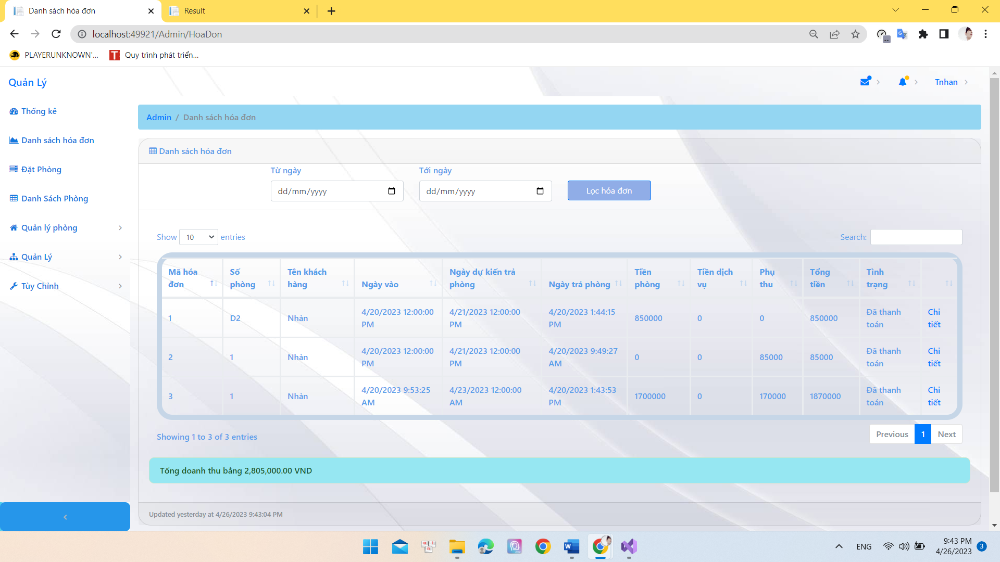 Danh sách hóa đơn
Result
localhost:49921/Admin/HoaDon
PLAYERUNKNOWN'...
Quy trình phát triển...
Quản Lý
Tnhan
Thống kê
Danh sách hóa đơn
Đặt Phòng
Danh Sách Phòng
Quản lý phòng
Quản Lý
Tùy Chỉnh
Admin / Danh sách hóa đơn
Danh sách hóa đơn
Từ ngày
Tới ngày
dd/mm/yyyy
dd/mm/yyyy
Lọc hóa đơn
Show 10 entries
Search:
Mã hóa đơn Số phòng Tên khách hàng Ngày vào Ngày dự kiến trả phòng Ngày trả phòng Tiền phòng Tiền dịch vụ Phụ thu Tổng tiền Tình trạng
1 D2 Nhàn 4/20/2023 12:00:00 PM 4/21/2023 12:00:00 PM 4/20/2023 1:44:15 PM 850000 0 0 850000 Đã thanh toán Chi tiết
2 1 Nhàn 4/20/2023 12:00:00 PM 4/21/2023 12:00:00 PM 4/20/2023 9:49:27 AM 0 0 85000 85000 Đã thanh toán Chi tiết
3 1 Nhàn 4/20/2023 9:53:25 AM 4/23/2023 12:00:00 AM 4/20/2023 1:43:53 PM 1700000 0 170000 1870000 Đã thanh toán Chi tiết
Showing 1 to 3 of 3 entries
Previous 1 Next
Tổng doanh thu bằng 2,805,000.00 VND
Updated yesterday at 4/26/2023 9:43:04 PM
ENG
9:43 PM
4/26/2023
3